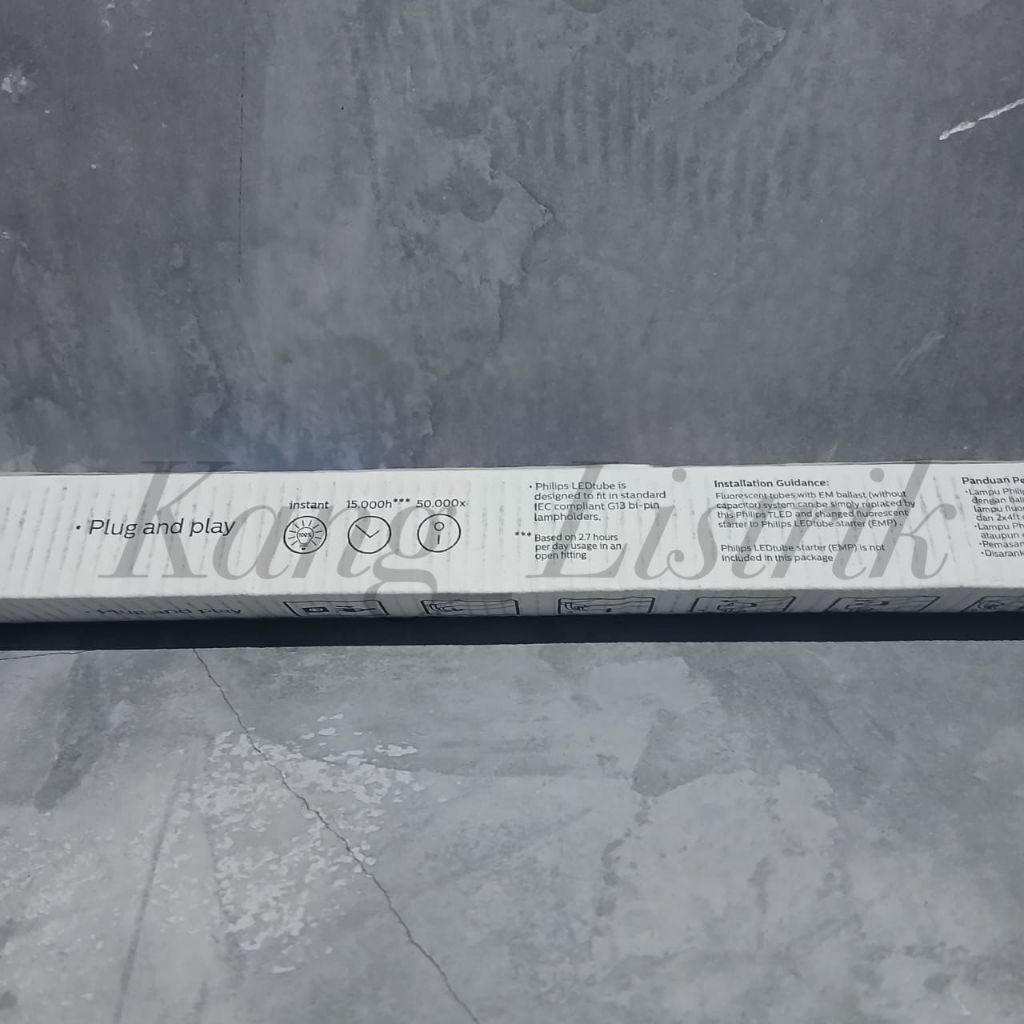 Kang Listrik
• Plug and play
instant 15.000h*** 50.000x
100%
• Philips LEDtube is
designed to fit in standard
IEC compliant G13 bi-pin
lampholders.
*** Based on 2.7 hours
per day usage in an
open fitting
Installation Guidance:
Fluorescent tubes with EM ballast (without
capacitor) system can be simply replaced by
this Philips TLED and changed fluorescent
starter to Philips LEDtube starter (EMP).
Philips LEDtube starter (EMP) is not
included in this package
Panduan
• Lampu
dengan
lampu
dan 2x4ft
• Lampu
ataupun
• Plug and play